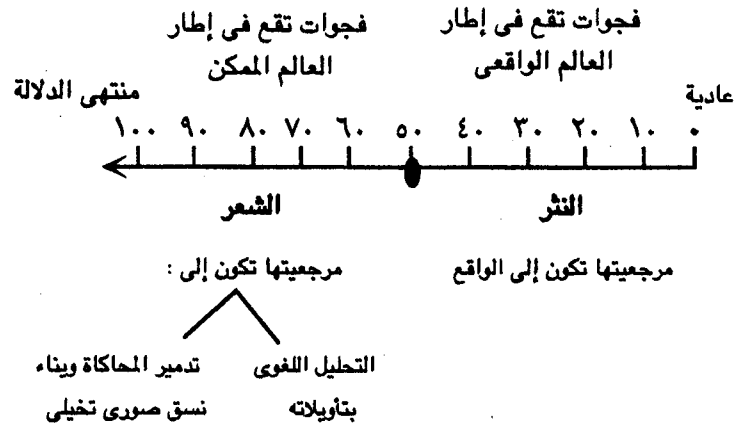 فجوات تقع فى إطار
العالم الواقعى
فجوات تقع فى إطار
العالم الممكن
عادية
منتهى الدلالة
٠ ١٠ ٢٠ ٣٠ ٤٠ ٥٠ ٦٠ ٧٠ ٨٠ ٩٠ ١٠٠
النثر
الشعر
مرجعيتها تكون إلى الواقع
مرجعيتها تكون إلى :
التحليل اللغوى
بتأويلاته
تدمير المحاكاة وبناء
نسق صورى تخيلى